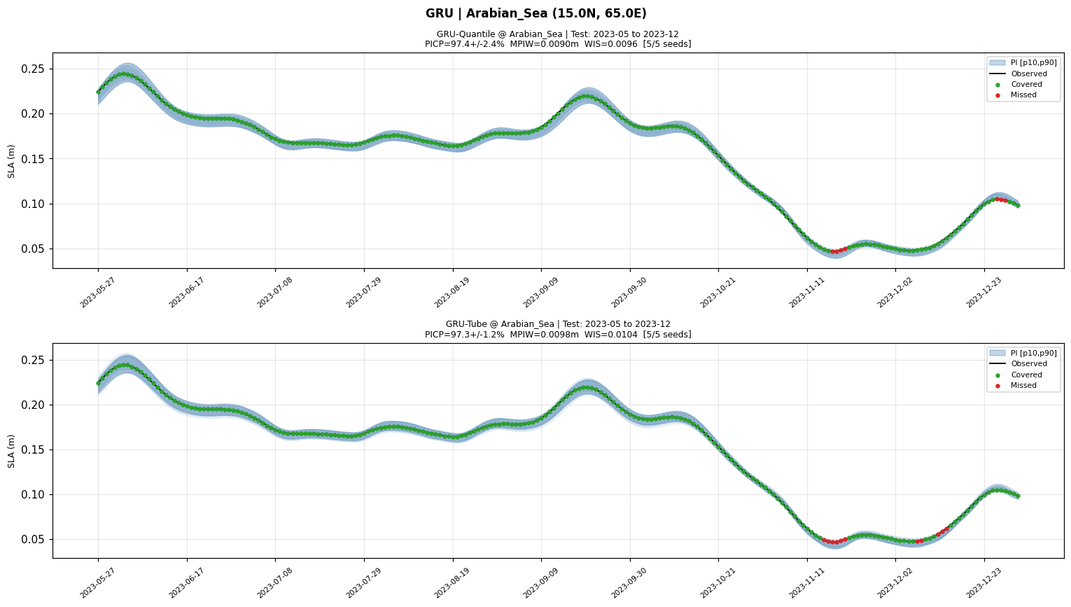 GRU | Arabian_Sea (15.0N, 65.0E)
GRU-Quantile @ Arabian_Sea | Test: 2023-05 to 2023-12
PICP=97.4+/-2.4%  MPIW=0.0090m  WIS=0.0096  [5/5 seeds]
SLA (m)
0.25
0.20
0.15
0.10
0.05
PI [p10,p90]
Observed
Covered
Missed
2023-05-27
2023-06-17
2023-07-08
2023-07-29
2023-08-19
2023-09-09
2023-09-30
2023-10-21
2023-11-11
2023-12-02
2023-12-23
GRU-Tube @ Arabian_Sea | Test: 2023-05 to 2023-12
PICP=97.3+/-1.2%  MPIW=0.0098m  WIS=0.0104  [5/5 seeds]
SLA (m)
0.25
0.20
0.15
0.10
0.05
PI [p10,p90]
Observed
Covered
Missed
2023-05-27
2023-06-17
2023-07-08
2023-07-29
2023-08-19
2023-09-09
2023-09-30
2023-10-21
2023-11-11
2023-12-02
2023-12-23